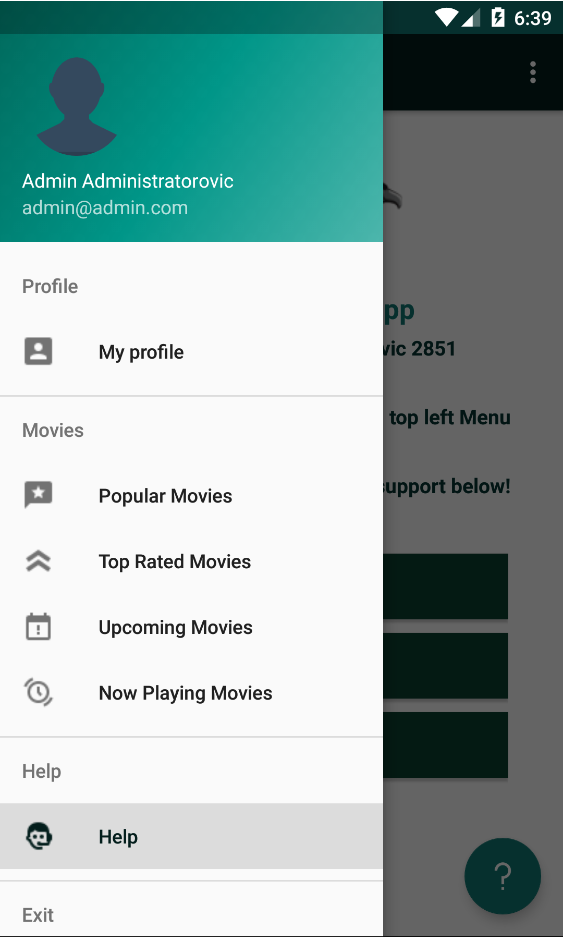 6:39
Admin Administratorovic
admin@admin.com
Profile
My profile
Movies
Popular Movies
Top Rated Movies
Upcoming Movies
Now Playing Movies
Help
Help
Exit
pp
vic 2851
top left Menu
support below!
?